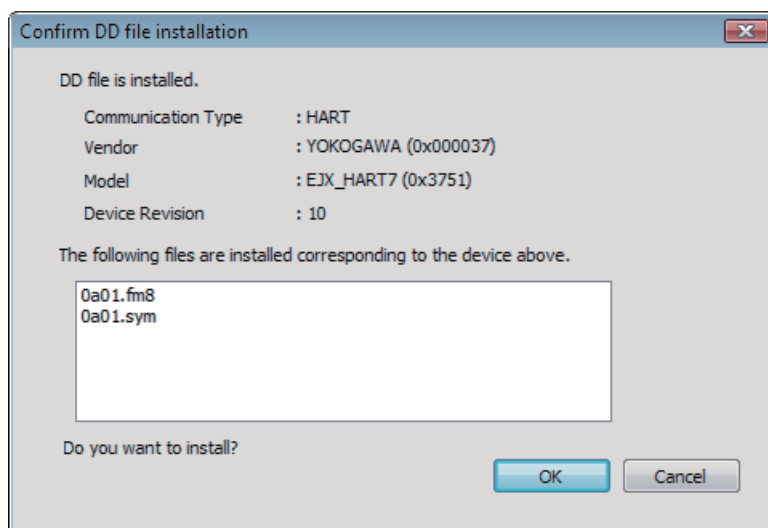 Confirm DD file installation
DD file is installed.
Communication Type : HART
Vendor : YOKOGAWA (0x000037)
Model : EJX_HART7 (0x3751)
Device Revision : 10
The following files are installed corresponding to the device above.
0a01.fm8
0a01.sym
Do you want to install?
OK Cancel